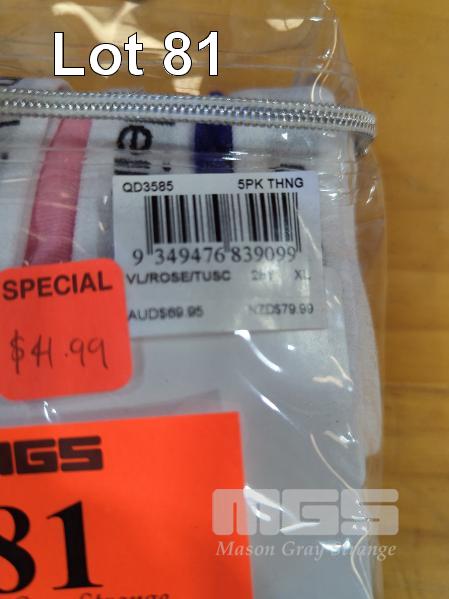 Lot 81
QD3585 5PK THNG
9 349476 839099
VL/ROSE/TUSC XL
AUD$69.95 NZD$79.99
SPECIAL
$41.99
MGS
81
MGS
Mason Gray Strange